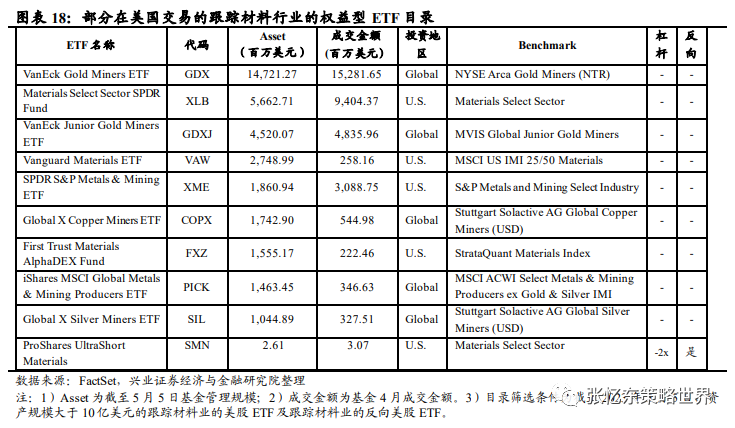 图表 18：部分在美国交易的跟踪材料行业的权益型 ETF 目录
ETF 名称 代码 Asset（百万美元） 成交金额（百万美元） 投资地区 Benchmark 杠杆 反向
VanEck Gold Miners ETF GDX 14,721.27 15,281.65 Global NYSE Arca Gold Miners (NTR) - -
Materials Select Sector SPDR Fund XLB 5,662.71 9,404.37 U.S. Materials Select Sector - -
VanEck Junior Gold Miners ETF GDXJ 4,520.07 4,835.96 Global MVIS Global Junior Gold Miners - -
Vanguard Materials ETF VAW 2,748.99 258.16 U.S. MSCI US IMI 25/50 Materials - -
SPDR S&P Metals & Mining ETF XME 1,860.94 3,088.75 U.S. S&P Metals and Mining Select Industry - -
Global X Copper Miners ETF COPX 1,742.90 544.98 Global Stuttgart Solactive AG Global Copper Miners (USD) - -
First Trust Materials AlphaDEX Fund FXZ 1,555.17 222.46 U.S. StrataQuant Materials Index - -
iShares MSCI Global Metals & Mining Producers ETF PICK 1,463.45 346.63 Global MSCI ACWI Select Metals & Mining Producers ex Gold & Silver IMI - -
Global X Silver Miners ETF SIL 1,044.89 327.51 Global Stuttgart Solactive AG Global Silver Miners (USD) - -
ProShares UltraShort Materials SMN 2.61 3.07 U.S. Materials Select Sector -2x 是
数据来源：FactSet，兴业证券经济与金融研究院整理
注：1）Asset 为截至 5 月 5 日基金管理规模；2）成交金额为基金 4 月成交金额。3）目录筛选条件 资
产规模大于 10 亿美元的跟踪材料业的美股 ETF 及跟踪材料业的反向美股 ETF。
张忆东策略世界